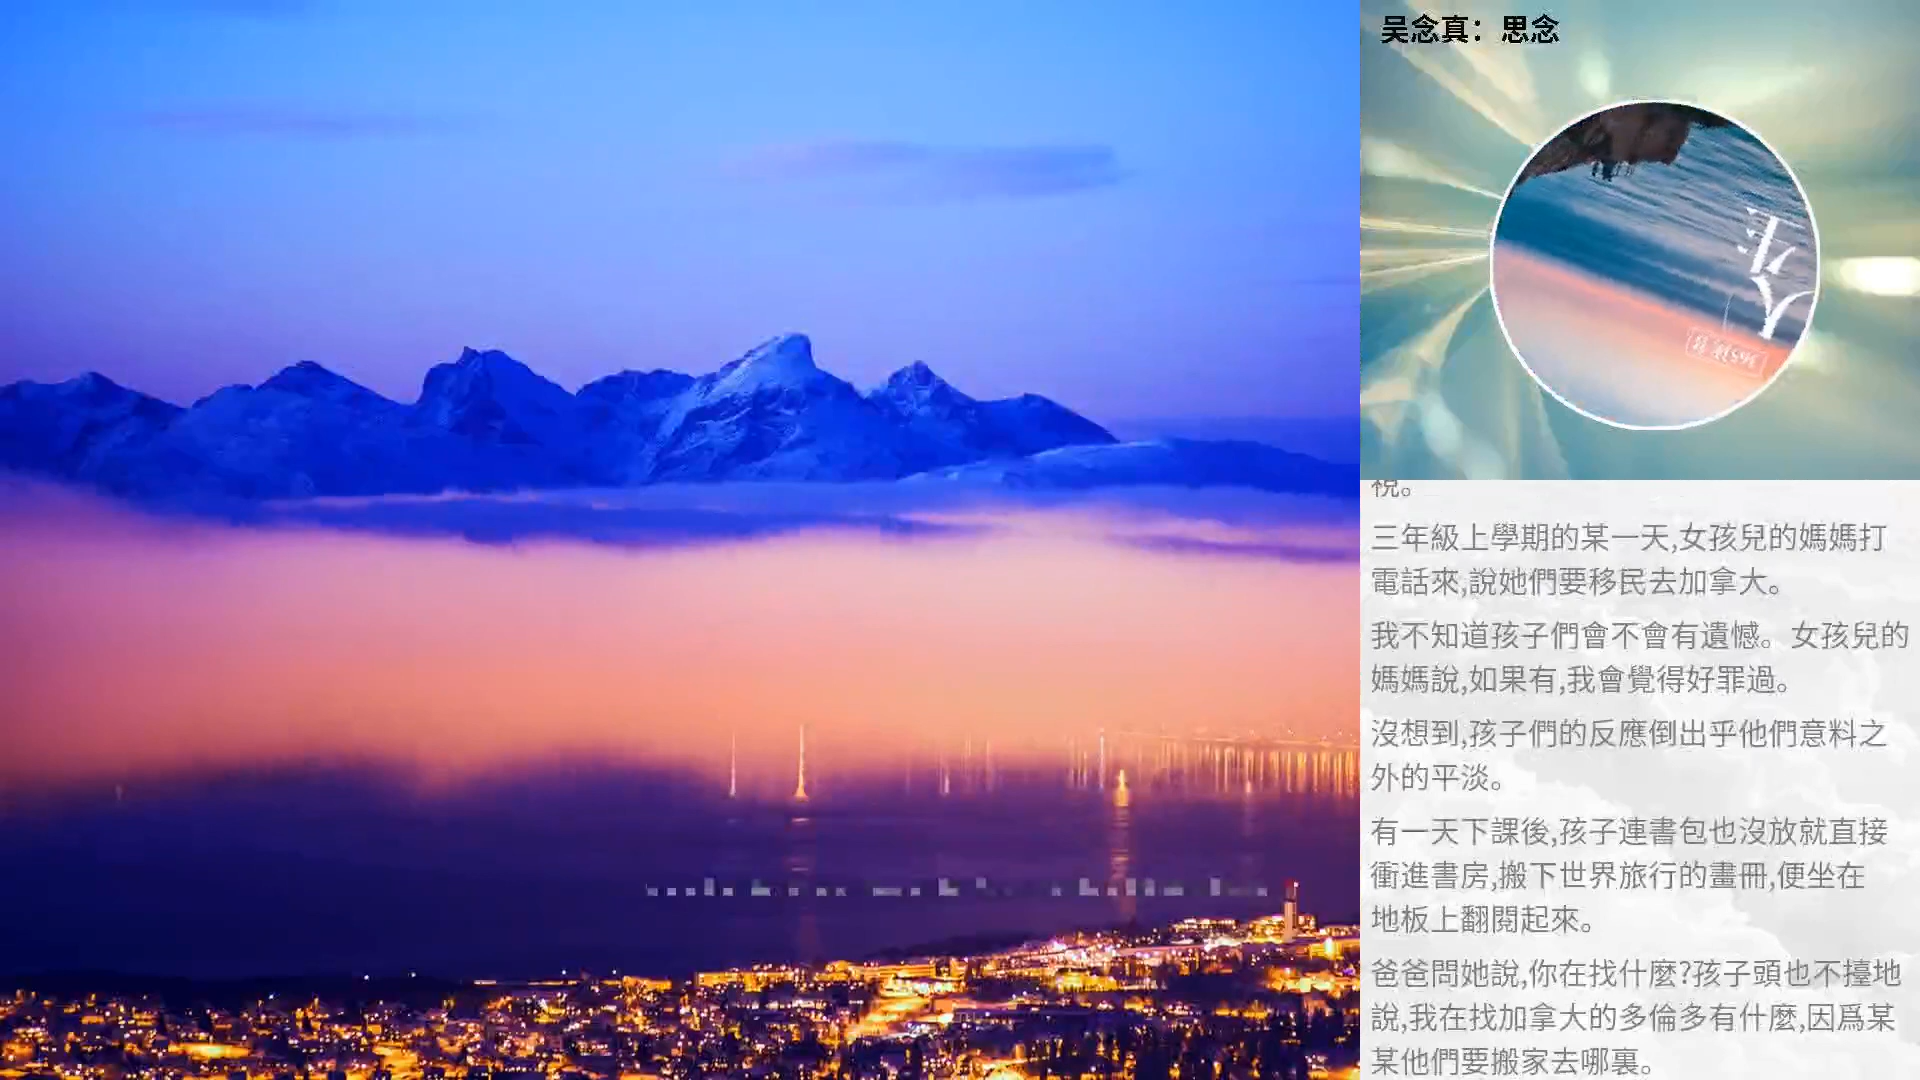 吴念真：思念
視。
三年級上學期的某一天,女孩兒的媽媽打
電話來,說她們要移民去加拿大。
我不知道孩子們會不會有遺憾。女孩兒的
媽媽說,如果有,我會覺得好罪過。
沒想到,孩子們的反應倒出乎他們意料之
外的平淡。
有一天下課後,孩子連書包也沒放就直接
衝進書房,搬下世界旅行的畫冊,便坐在
地板上翻閱起來。
爸爸問她說,你在找什麼?孩子頭也不擡地
說,我在找加拿大的多倫多有什麼,因爲某
某他們要搬家去哪裏。